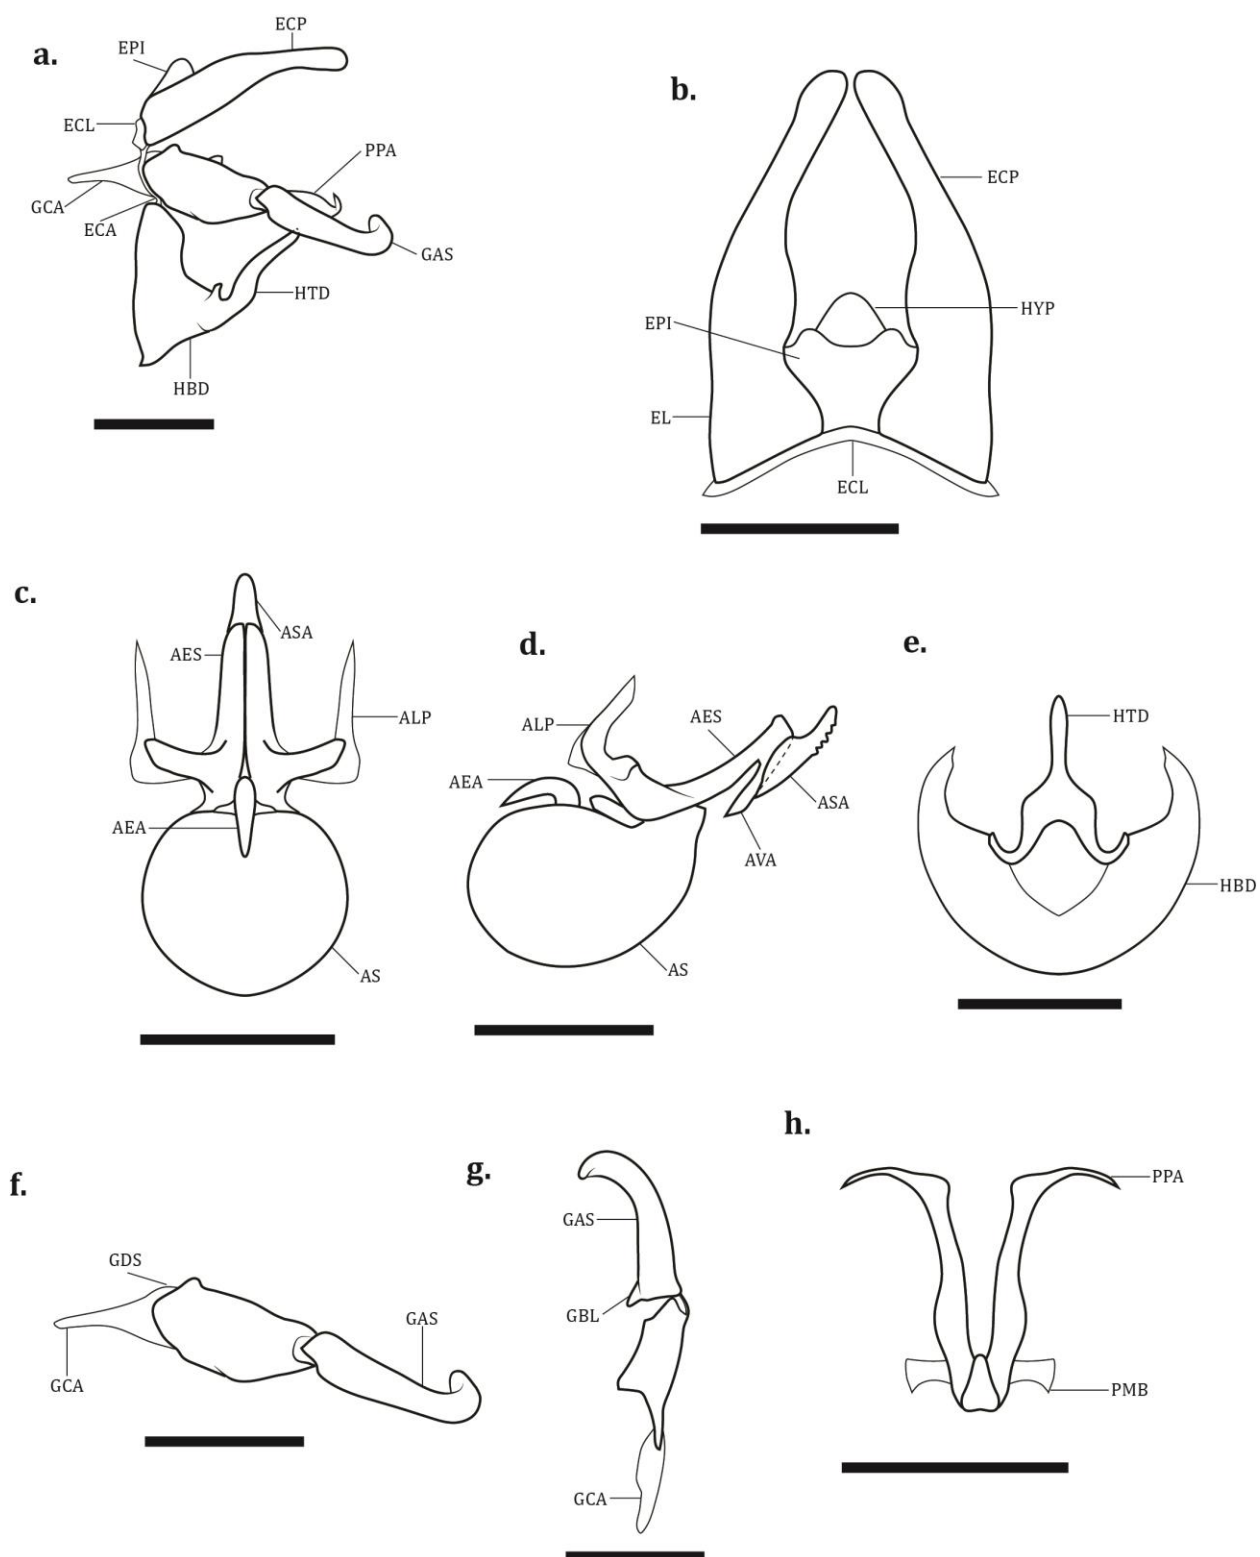 a.
EPI
ECP
ECL
PPA
GCA
ECA
GAS
HTD
HBD
b.
ECP
HYP
EPI
EL
ECL
c.
ASA
AES
ALP
AEA
AS
d.
ALP
AES
AEA
ASA
AVA
AS
e.
HTD
HBD
f.
GDS
GAS
GCA
g.
GAS
GBL
GCA
h.
PPA
PMB